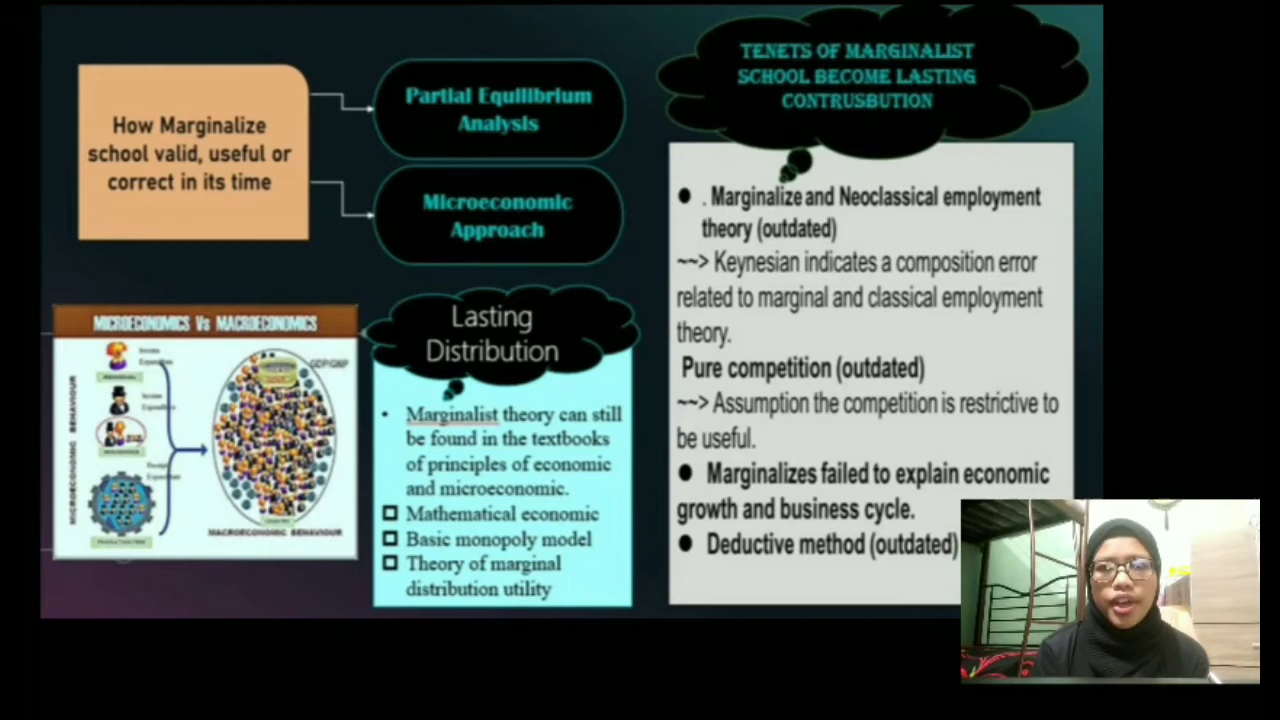 How Marginalize
school valid, useful or
correct in its time
Partial Equilibrium
Analysis
Microeconomic
Approach
TENETS OF MARGINALIST
SCHOOL BECOME LASTING
CONTRUSBUTION
● . Marginalize and Neoclassical employment
theory (outdated)
~~> Keynesian indicates a composition error
related to marginal and classical employment
theory.
Pure competition (outdated)
~~> Assumption the competition is restrictive to
be useful.
● Marginalizes failed to explain economic
growth and business cycle.
● Deductive method (outdated)
MICROECONOMICS Vs MACROECONOMICS
MICROECONOMIC BEHAVIOUR
GDP/GNP
MACROECONOMIC BEHAVIOUR
Lasting
Distribution
• Marginalist theory can still
be found in the textbooks
of principles of economic
and microeconomic.
Mathematical economic
Basic monopoly model
Theory of marginal
distribution utility